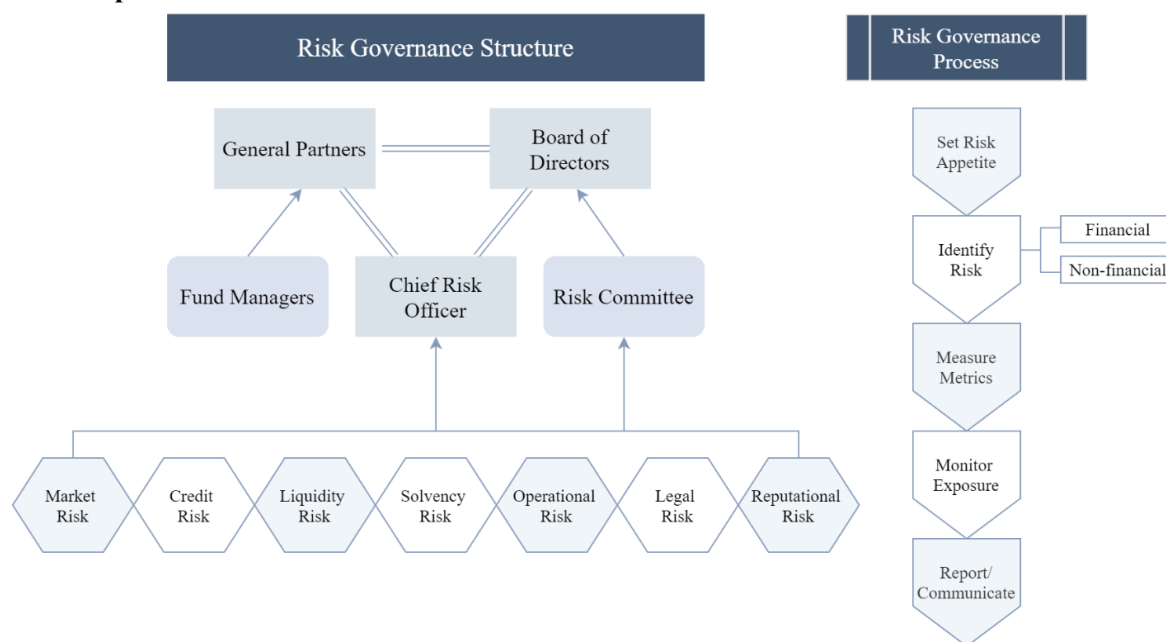 Risk Governance Structure
Risk Governance
Process
General Partners
Board of
Directors
Fund Managers
Chief Risk
Officer
Risk Committee
Market
Risk
Credit
Risk
Liquidity
Risk
Solvency
Risk
Operational
Risk
Legal
Risk
Reputational
Risk
Set Risk
Appetite
Identify
Risk
Financial
Non-financial
Measure
Metrics
Monitor
Exposure
Report/
Communicate